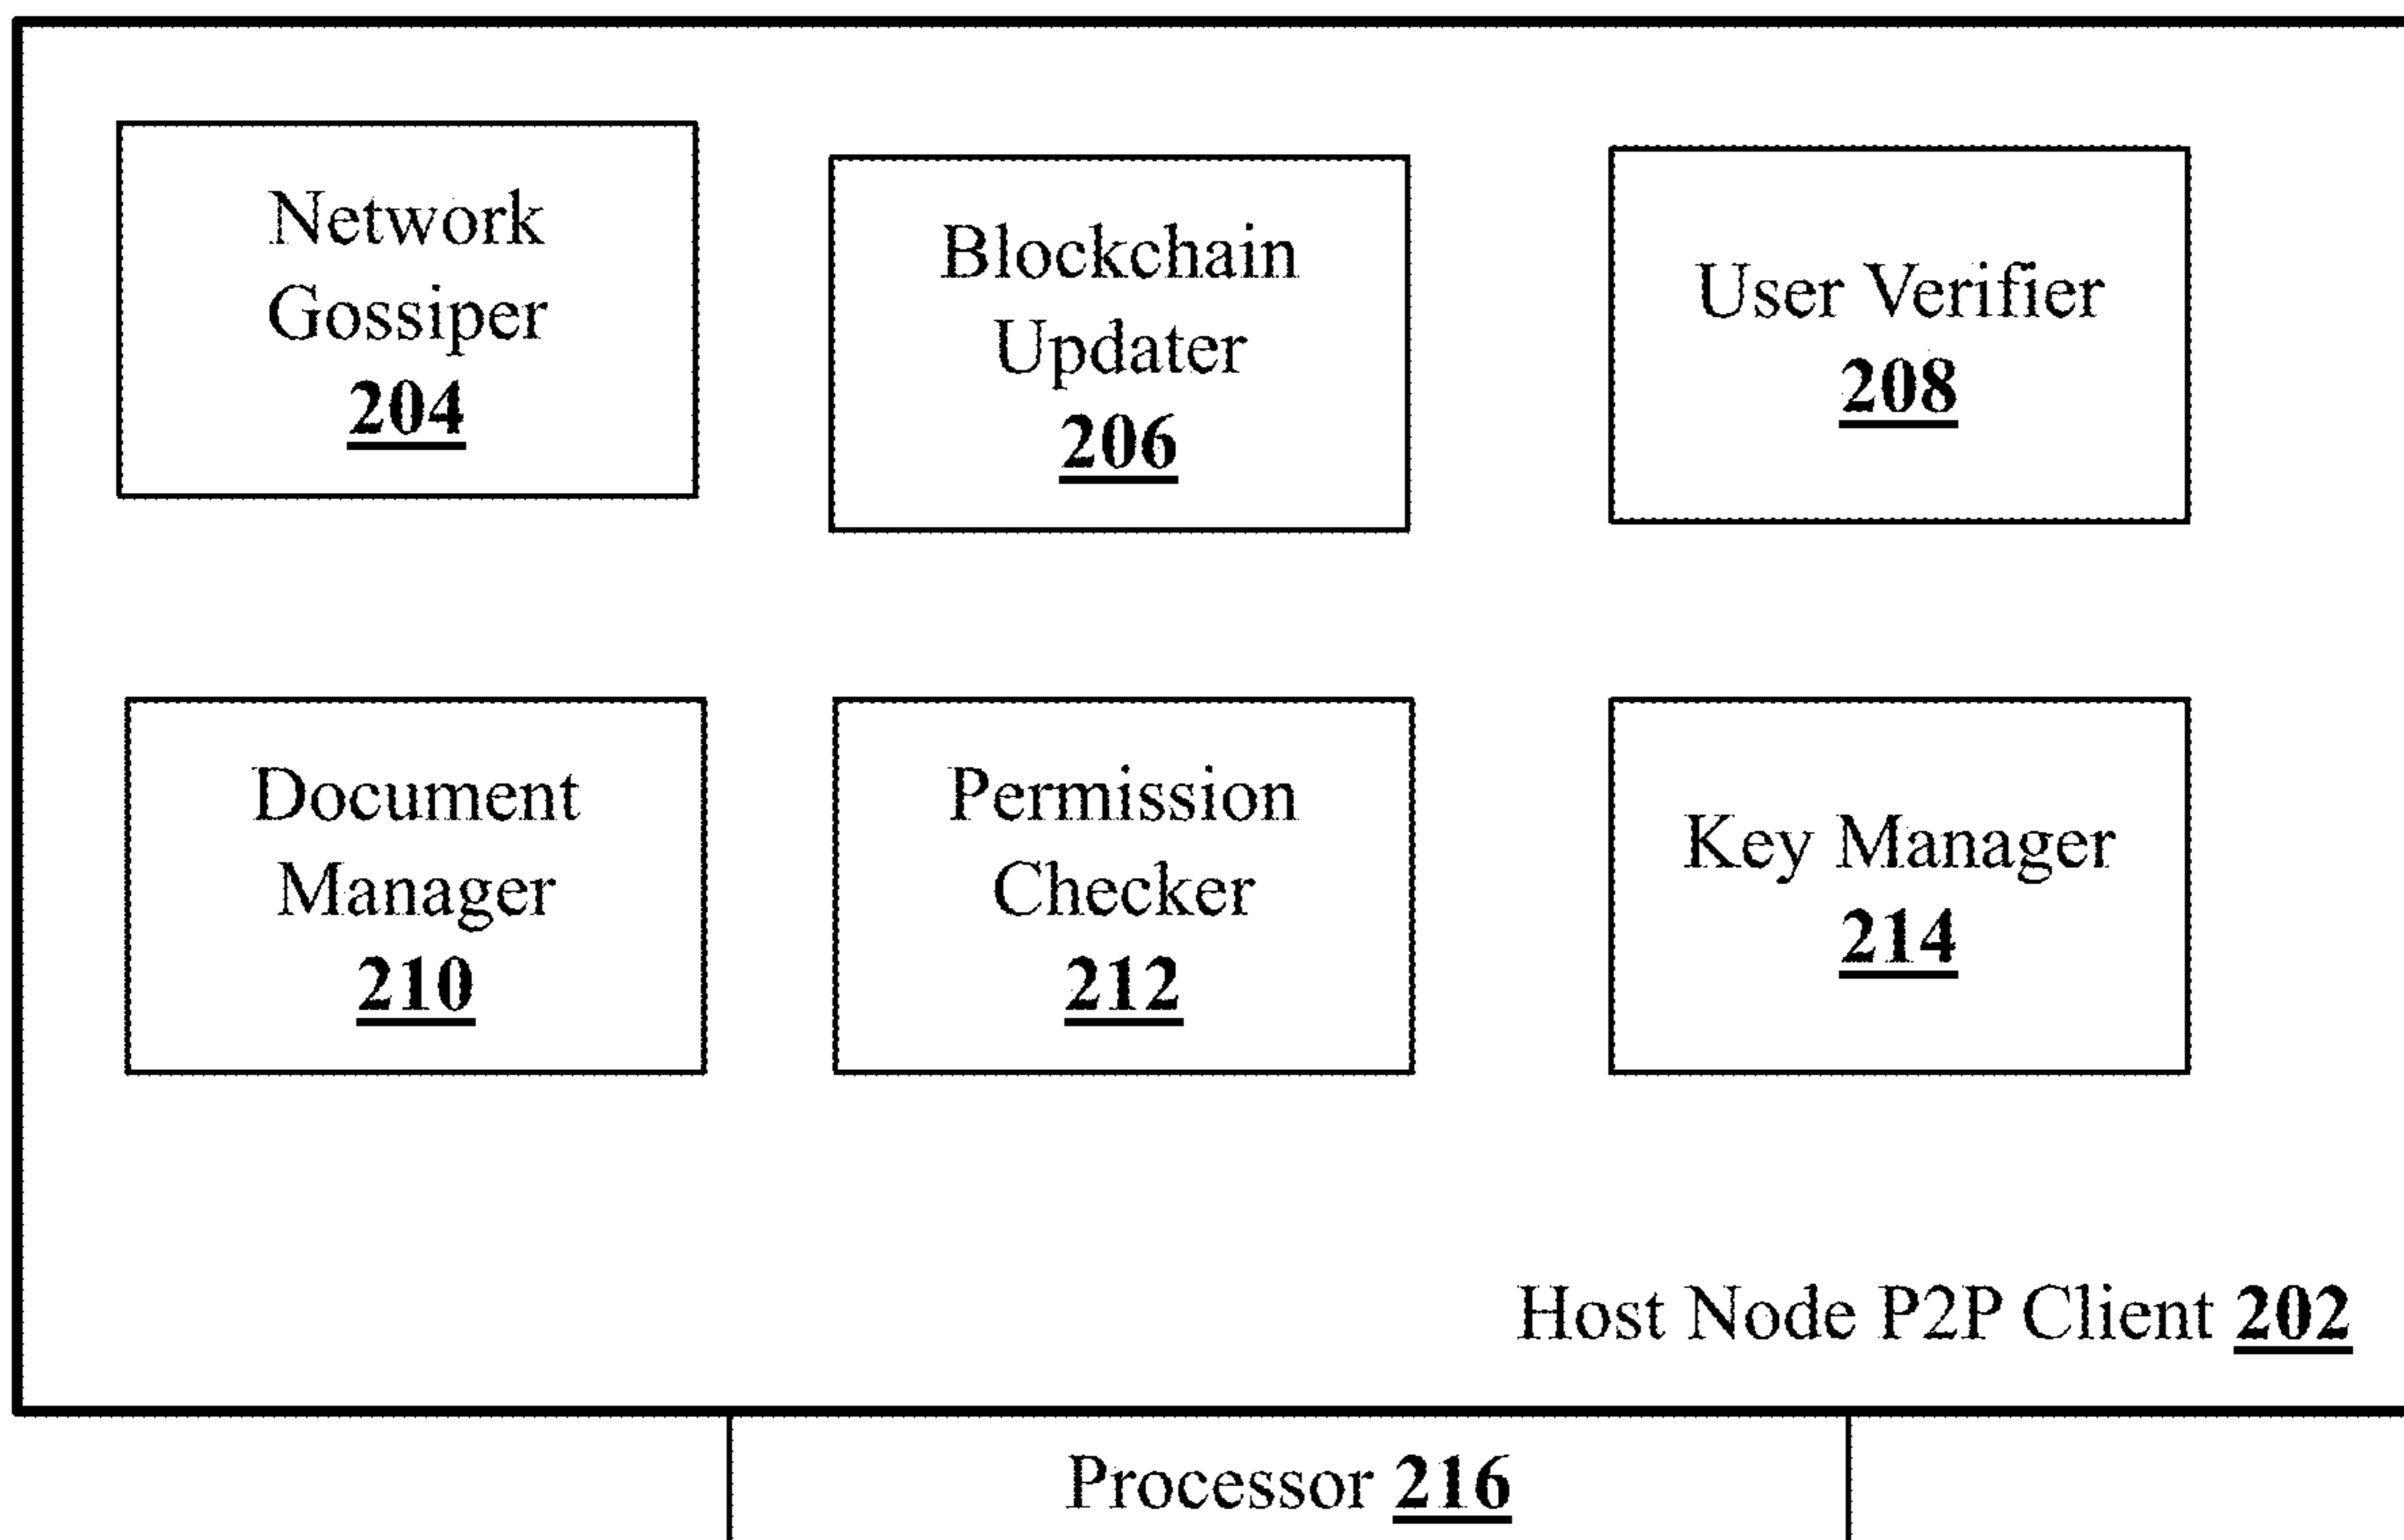 Network
Gossiper
204
Blockchain
Updater
206
User Verifier
208
Document
Manager
210
Permission
Checker
212
Key Manager
214
Host Node P2P Client 202
Processor 216